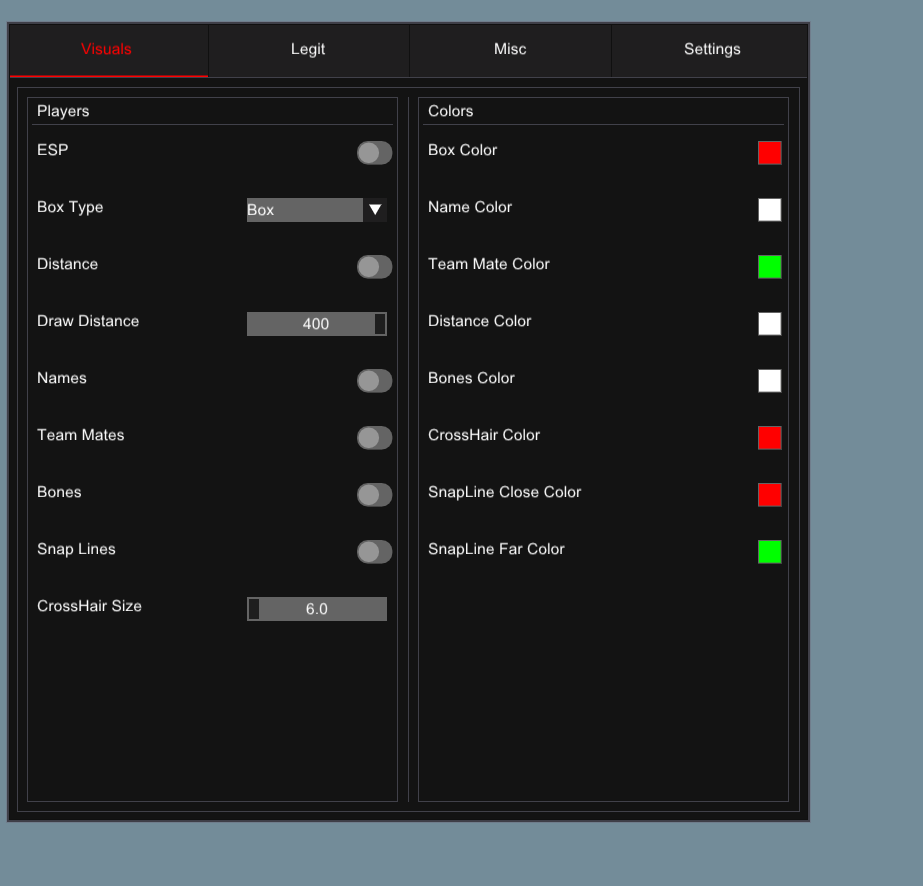 Visuals Legit Misc Settings
Players
ESP
Box Type Box
Distance
Draw Distance 400
Names
Team Mates
Bones
Snap Lines
CrossHair Size 6.0
Colors
Box Color
Name Color
Team Mate Color
Distance Color
Bones Color
CrossHair Color
SnapLine Close Color
SnapLine Far Color